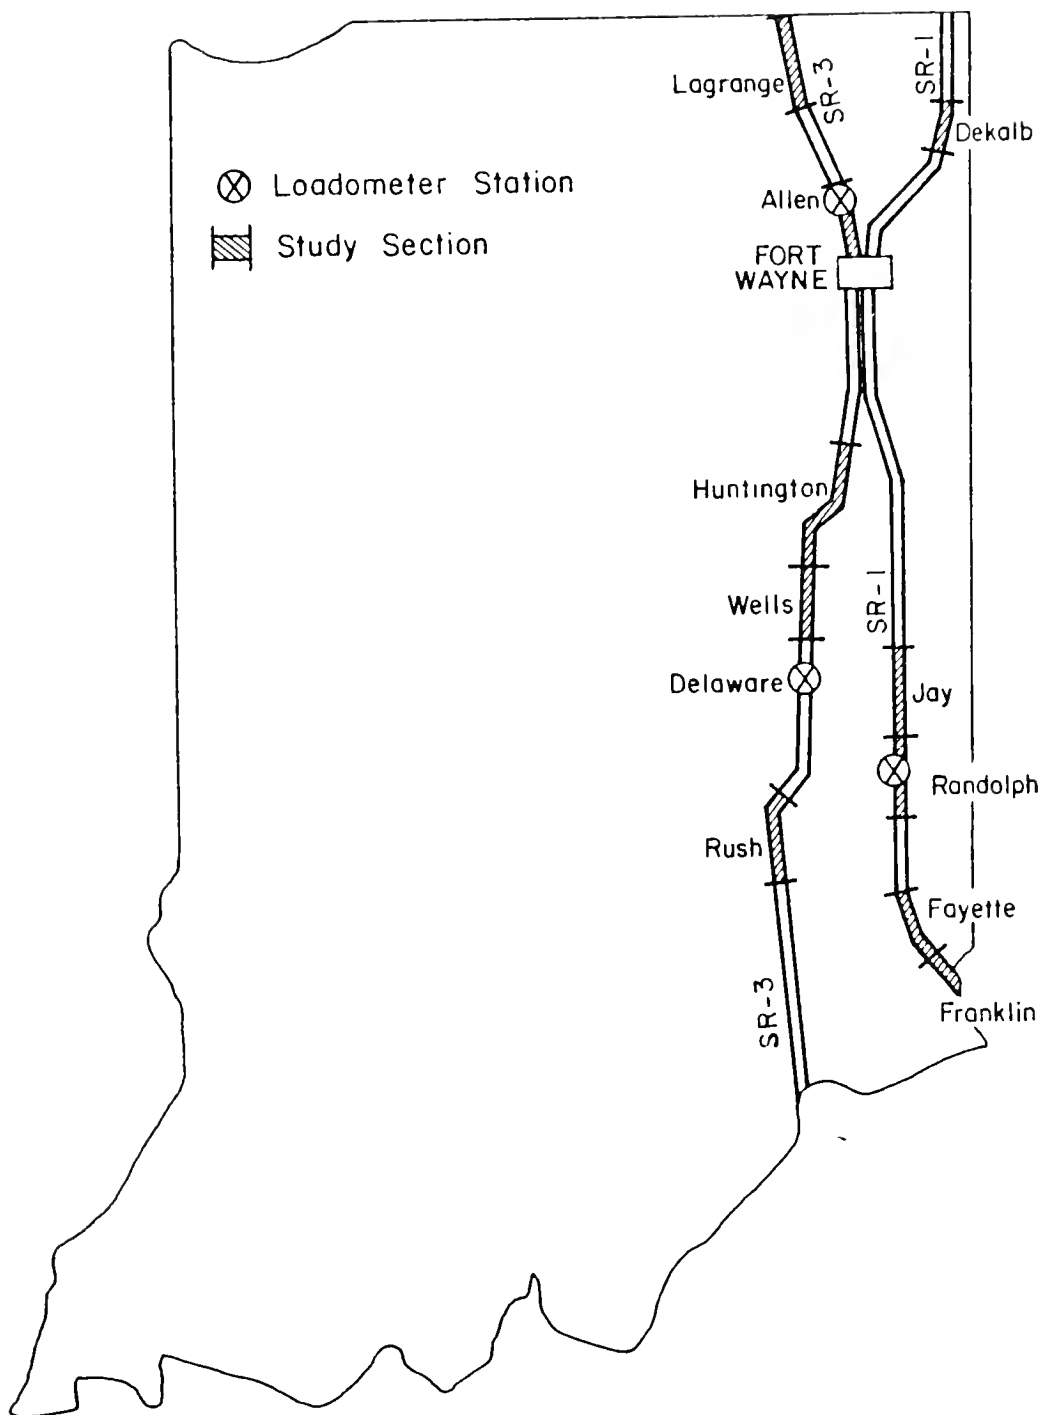 SR-1
Lagrange
SR-3
Dekalb
Loadometer Station
Allen
Study Section
FORT
WAYNE
Huntington
SR-1
Wells
Delaware
Jay
Randolph
Rush
Fayette
SR-3
Franklin